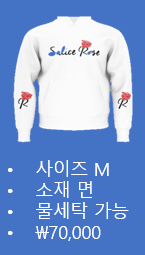 Salice Rose
R R
• 사이즈 M
• 소재 면
• 물세탁 가능
• ₩70,000